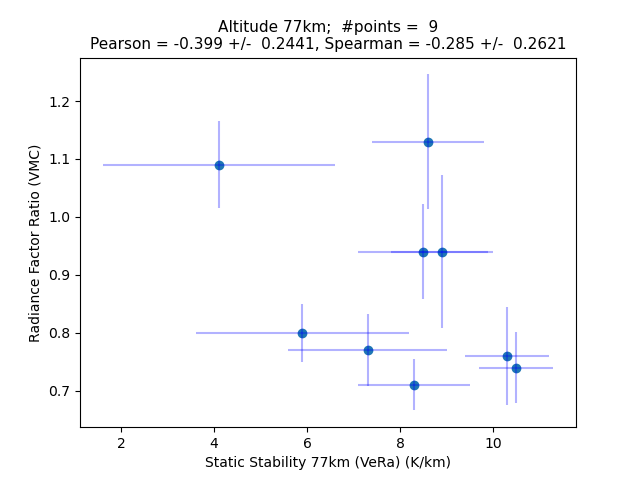 Altitude 77km;  #points =  9
Pearson = -0.399 +/-  0.2441, Spearman = -0.285 +/-  0.2621
1.2
1.1
1.0
0.9
0.8
0.7
Radiance Factor Ratio (VMC)
2 4 6 8 10
Static Stability 77km (VeRa) (K/km)